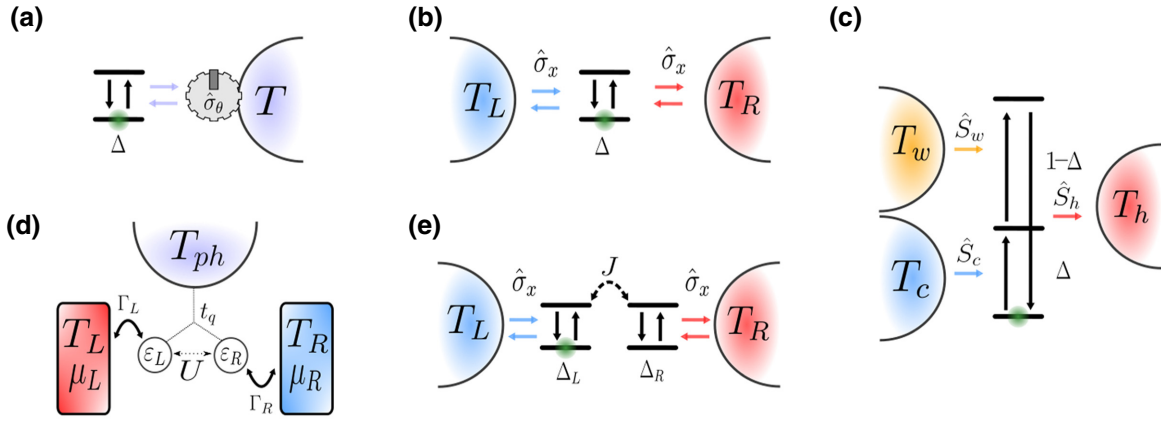 (a)
σ̂_θ
T
Δ
(b)
T_L
σ̂_x
σ̂_x
T_R
Δ
(c)
T_w
Ŝ_w
1−Δ
Ŝ_h
T_h
T_c
Ŝ_c
Δ
(d)
T_ph
Γ_L
t_q
T_L
μ_L
ε_L
ε_R
U
T_R
μ_R
Γ_R
(e)
J
σ̂_x
σ̂_x
T_L
T_R
Δ_L
Δ_R